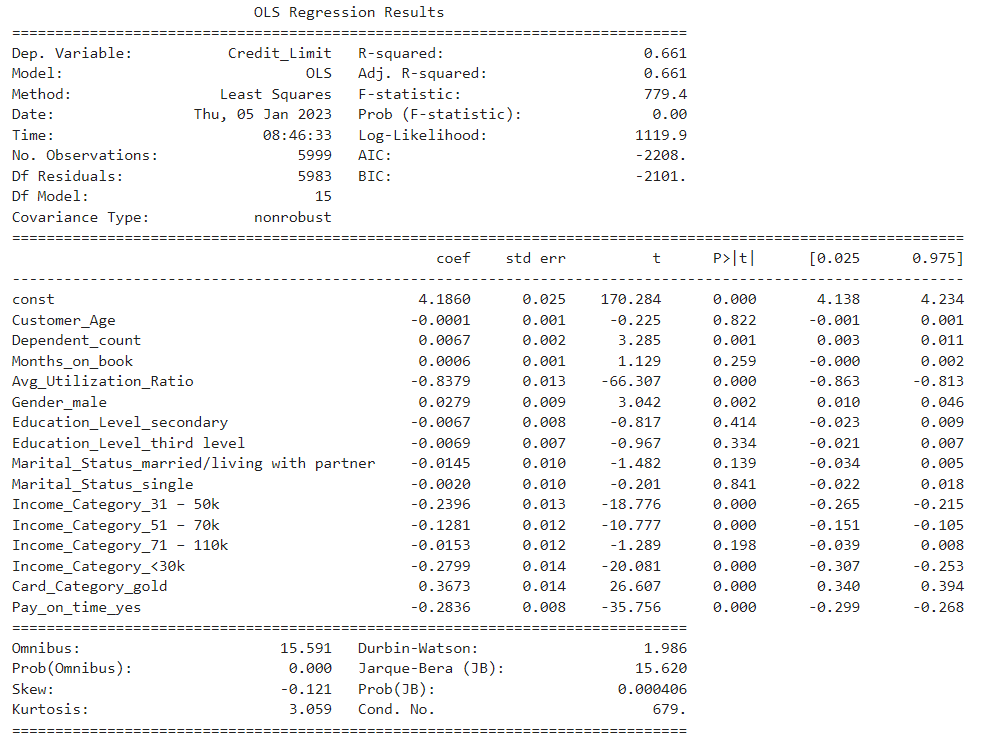 OLS Regression Results
==============================================================================
Dep. Variable:           Credit_Limit   R-squared:                       0.661
Model:                            OLS   Adj. R-squared:                  0.661
Method:                 Least Squares   F-statistic:                     779.4
Date:                Thu, 05 Jan 2023   Prob (F-statistic):               0.00
Time:                        08:46:33   Log-Likelihood:                 1119.9
No. Observations:                5999   AIC:                            -2208.
Df Residuals:                    5983   BIC:                            -2101.
Df Model:                          15
Covariance Type:            nonrobust
==============================================================================================================
                                                 coef    std err          t      P>|t|      [0.025      0.975]
--------------------------------------------------------------------------------------------------------------
const                                          4.1860      0.025    170.284      0.000       4.138       4.234
Customer_Age                                  -0.0001      0.001     -0.225      0.822      -0.001       0.001
Dependent_count                                0.0067      0.002      3.285      0.001       0.003       0.011
Months_on_book                                 0.0006      0.001      1.129      0.259      -0.000       0.002
Avg_Utilization_Ratio                         -0.8379      0.013    -66.307      0.000      -0.863      -0.813
Gender_male                                    0.0279      0.009      3.042      0.002       0.010       0.046
Education_Level_secondary                     -0.0067      0.008     -0.817      0.414      -0.023       0.009
Education_Level_third level                   -0.0069      0.007     -0.967      0.334      -0.021       0.007
Marital_Status_married/living with partner    -0.0145      0.010     -1.482      0.139      -0.034       0.005
Marital_Status_single                         -0.0020      0.010     -0.201      0.841      -0.022       0.018
Income_Category_31 – 50k                      -0.2396      0.013    -18.776      0.000      -0.265      -0.215
Income_Category_51 – 70k                      -0.1281      0.012    -10.777      0.000      -0.151      -0.105
Income_Category_71 – 110k                     -0.0153      0.012     -1.289      0.198      -0.039       0.008
Income_Category_<30k                          -0.2799      0.014    -20.081      0.000      -0.307      -0.253
Card_Category_gold                             0.3673      0.014     26.607      0.000       0.340       0.394
Pay_on_time_yes                               -0.2836      0.008    -35.756      0.000      -0.299      -0.268
==============================================================================
Omnibus:                       15.591   Durbin-Watson:                   1.986
Prob(Omnibus):                  0.000   Jarque-Bera (JB):               15.620
Skew:                          -0.121   Prob(JB):                     0.000406
Kurtosis:                       3.059   Cond. No.                         679.
==============================================================================